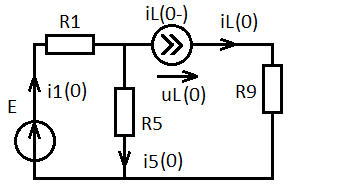 R1
iL(0-)
iL(0)
i1(0)
uL(0)
R9
E
R5
i5(0)